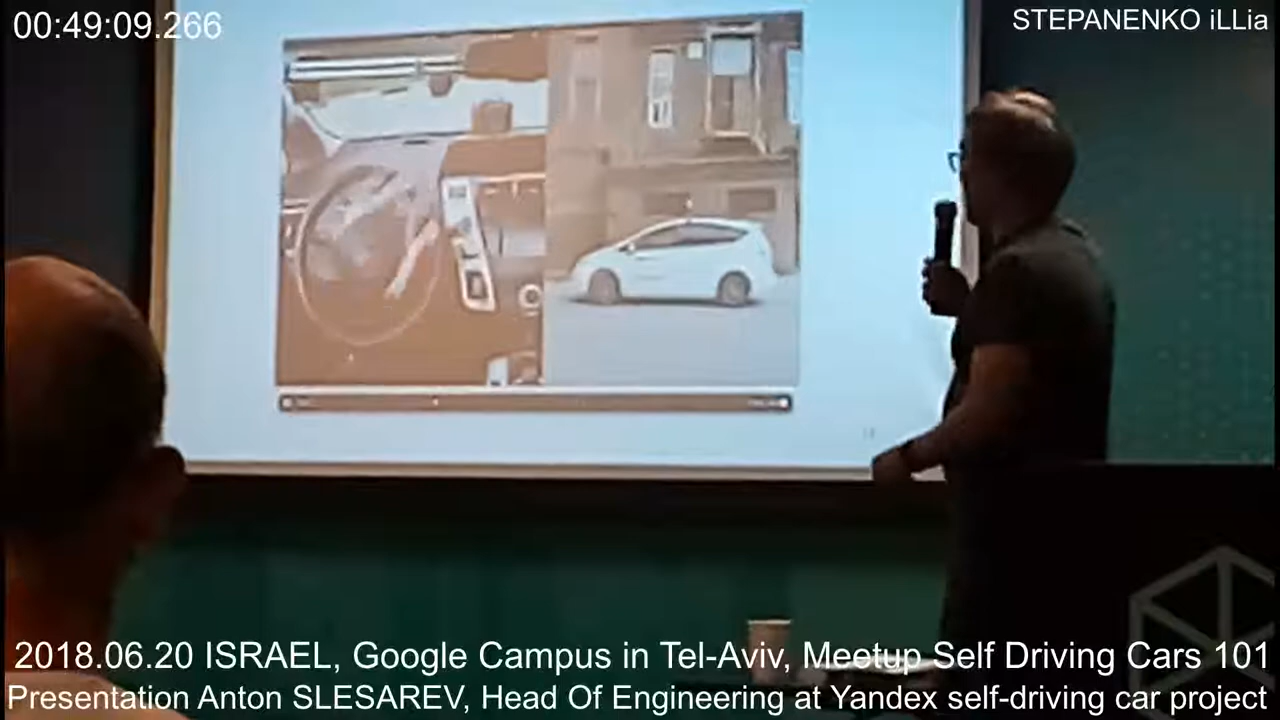 00:49:09.266
STEPANENKO iLLia
2018.06.20 ISRAEL, Google Campus in Tel-Aviv, Meetup Self Driving Cars 101
Presentation Anton SLESAREV, Head Of Engineering at Yandex self-driving car project